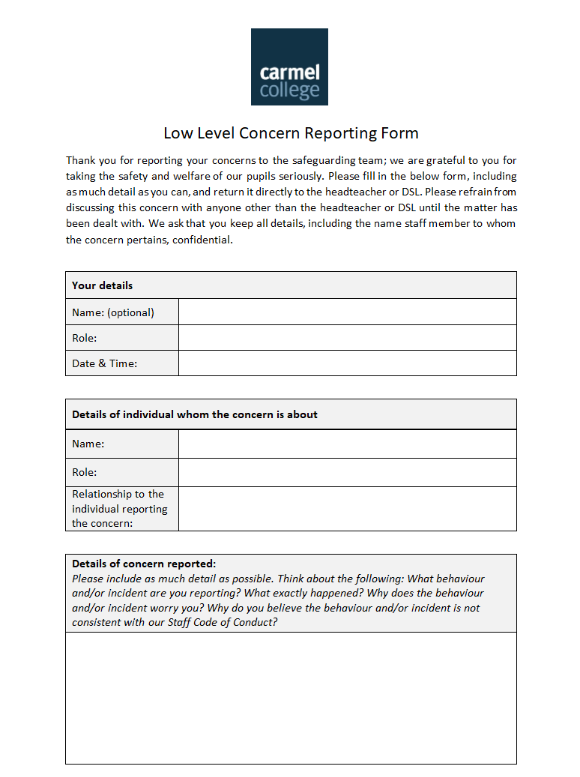 carmel
college
Low Level Concern Reporting Form
Thank you for reporting your concerns to the safeguarding team; we are grateful to you for
taking the safety and welfare of our pupils seriously. Please fill in the below form, including
as much detail as you can, and return it directly to the headteacher or DSL. Please refrain from
discussing this concern with anyone other than the headteacher or DSL until the matter has
been dealt with. We ask that you keep all details, including the name staff member to whom
the concern pertains, confidential.
Your details
Name: (optional)
Role:
Date & Time:
Details of individual whom the concern is about
Name:
Role:
Relationship to the
individual reporting
the concern:
Details of concern reported:
Please include as much detail as possible. Think about the following: What behaviour
and/or incident are you reporting? What exactly happened? Why does the behaviour
and/or incident worry you? Why do you believe the behaviour and/or incident is not
consistent with our Staff Code of Conduct?